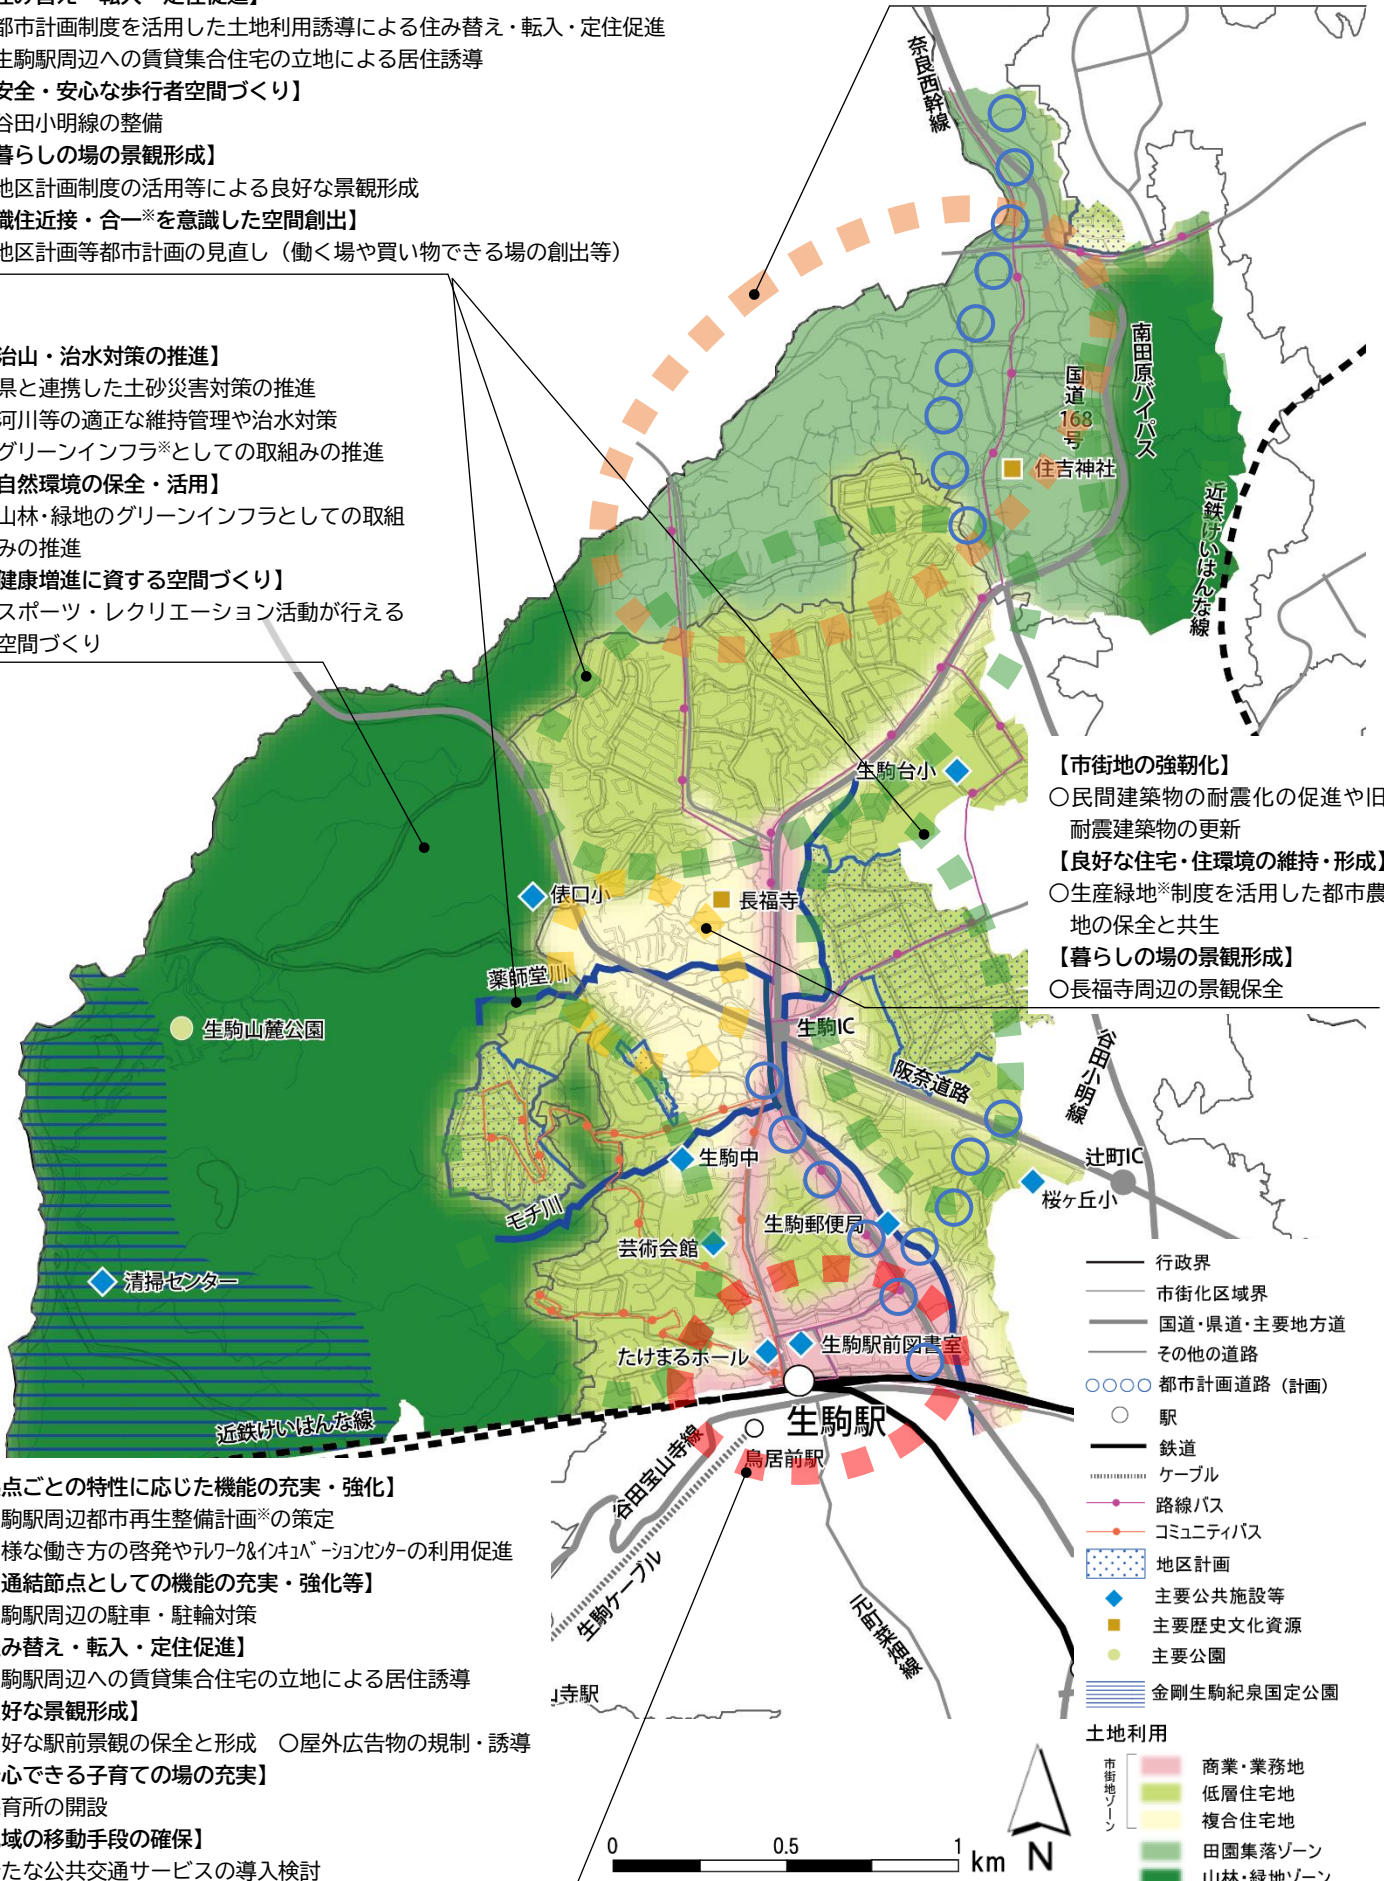 都市計画制度を活用した土地利用誘導による住み替え・転入・定住促進
生駒駅周辺への賃貸集合住宅の立地による居住誘導
安全・安心な歩行者空間づくり】
谷田小明線の整備
暮らしの場の景観形成】
地区計画制度の活用等による良好な景観形成
職住近接・合一※を意識した空間創出】
地区計画等都市計画の見直し（働く場や買い物できる場の創出等）
治山・治水対策の推進】
県と連携した土砂災害対策の推進
河川等の適正な維持管理や治水対策
グリーンインフラ※としての取組みの推進
自然環境の保全・活用】
山林・緑地のグリーンインフラとしての取組
みの推進
健康増進に資する空間づくり】
スポーツ・レクリエーション活動が行える
空間づくり
奈良西幹線
南田原バイパス
国道168号
住吉神社
近鉄けいはんな線
生駒台小
【市街地の強靭化】
〇民間建築物の耐震化の促進や旧
耐震建築物の更新
【良好な住宅・住環境の維持・形成】
〇生産緑地※制度を活用した都市農
地の保全と共生
【暮らしの場の景観形成】
〇長福寺周辺の景観保全
俵口小
長福寺
薬師堂川
生駒山麓公園
生駒IC
阪奈道路
谷田小明線
辻町IC
桜ヶ丘小
生駒中
モチ川
生駒郵便局
芸術会館
清掃センター
生駒駅前図書室
たけまるホール
近鉄けいはんな線
生駒駅
鳥居前駅
谷田宝山寺線
生駒ケーブル
元町菜畑線
山寺駅
点ごとの特性に応じた機能の充実・強化】
駒駅周辺都市再生整備計画※の策定
様な働き方の啓発やﾃﾚﾜｰｸ&ｲﾝｷｭﾍﾞｰｼｮﾝｾﾝﾀｰの利用促進
通結節点としての機能の充実・強化等】
駒駅周辺の駐車・駐輪対策
み替え・転入・定住促進】
駒駅周辺への賃貸集合住宅の立地による居住誘導
好な景観形成】
好な駅前景観の保全と形成　〇屋外広告物の規制・誘導
心できる子育ての場の充実】
育所の開設
域の移動手段の確保】
たな公共交通サービスの導入検討
行政界
市街化区域界
国道・県道・主要地方道
その他の道路
都市計画道路（計画）
駅
鉄道
ケーブル
路線バス
コミュニティバス
地区計画
主要公共施設等
主要歴史文化資源
主要公園
金剛生駒紀泉国定公園
土地利用
市街地ゾーン
商業・業務地
低層住宅地
複合住宅地
田園集落ゾーン
山林・緑地ゾーン
0 0.5 1 km
N